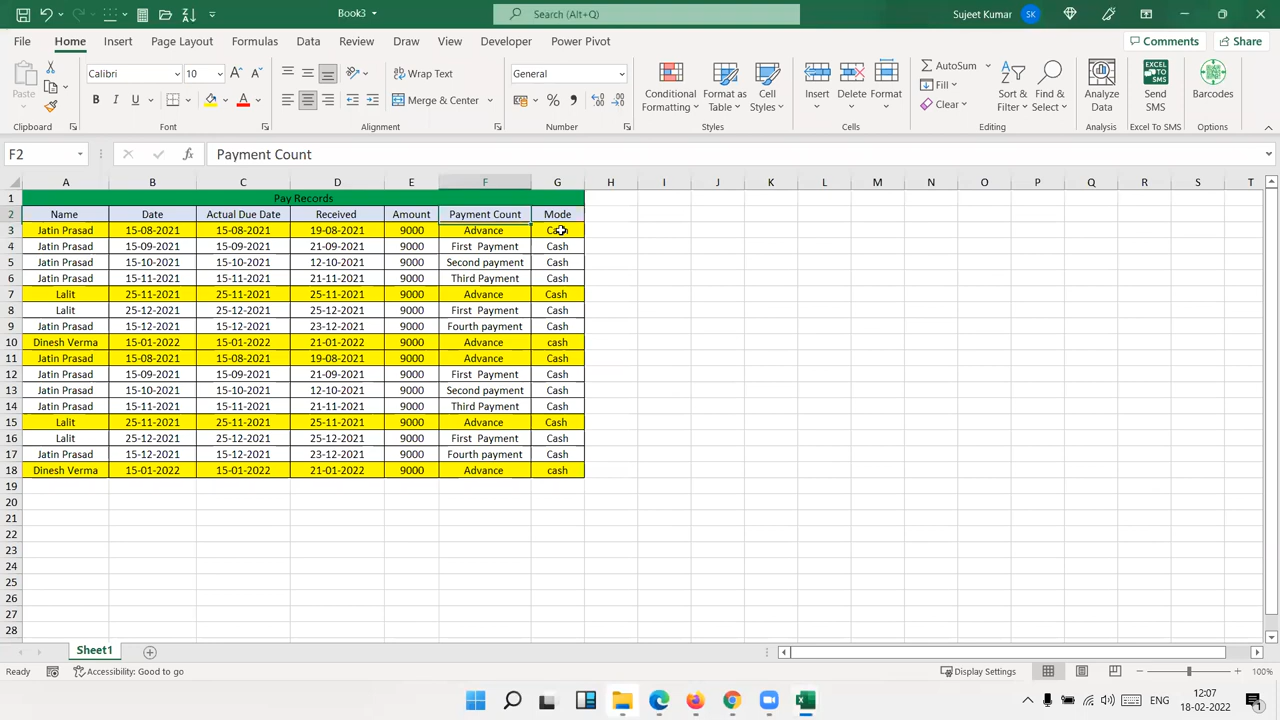 Book3
Search (Alt+Q)
Sujeet Kumar
SK
File Home Insert Page Layout Formulas Data Review View Draw Developer Power Pivot Comments Share
Paste
Calibri 10
Wrap Text
General
Conditional Formatting
Format as Table
Cell Styles
Insert
Delete
Format
AutoSum
Fill
Clear
Sort & Filter
Find & Select
Analyze Data
Send SMS
Barcodes
B I U
Merge & Center
Clipboard Font Alignment Number Styles Cells Editing Analysis Excel To SMS Options
F2 fx Payment Count
A B C D E F G H I J K L M N O P Q R S T
1 Pay Records
2 Name Date Actual Due Date Received Amount Payment Count Mode
3 Jatin Prasad 15-08-2021 15-08-2021 19-08-2021 9000 Advance Cash
4 Jatin Prasad 15-09-2021 15-09-2021 21-09-2021 9000 First Payment Cash
5 Jatin Prasad 15-10-2021 15-10-2021 12-10-2021 9000 Second payment Cash
6 Jatin Prasad 15-11-2021 15-11-2021 21-11-2021 9000 Third Payment Cash
7 Lalit 25-11-2021 25-11-2021 25-11-2021 9000 Advance Cash
8 Lalit 25-12-2021 25-12-2021 25-12-2021 9000 First Payment Cash
9 Jatin Prasad 15-12-2021 15-12-2021 23-12-2021 9000 Fourth payment Cash
10 Dinesh Verma 15-01-2022 15-01-2022 21-01-2022 9000 Advance cash
11 Jatin Prasad 15-08-2021 15-08-2021 19-08-2021 9000 Advance Cash
12 Jatin Prasad 15-09-2021 15-09-2021 21-09-2021 9000 First Payment Cash
13 Jatin Prasad 15-10-2021 15-10-2021 12-10-2021 9000 Second payment Cash
14 Jatin Prasad 15-11-2021 15-11-2021 21-11-2021 9000 Third Payment Cash
15 Lalit 25-11-2021 25-11-2021 25-11-2021 9000 Advance Cash
16 Lalit 25-12-2021 25-12-2021 25-12-2021 9000 First Payment Cash
17 Jatin Prasad 15-12-2021 15-12-2021 23-12-2021 9000 Fourth payment Cash
18 Dinesh Verma 15-01-2022 15-01-2022 21-01-2022 9000 Advance cash
19
20
21
22
23
24
25
26
27
28
Sheet1
Ready Accessibility: Good to go Display Settings 100%
ENG
12:07
18-02-2022
1